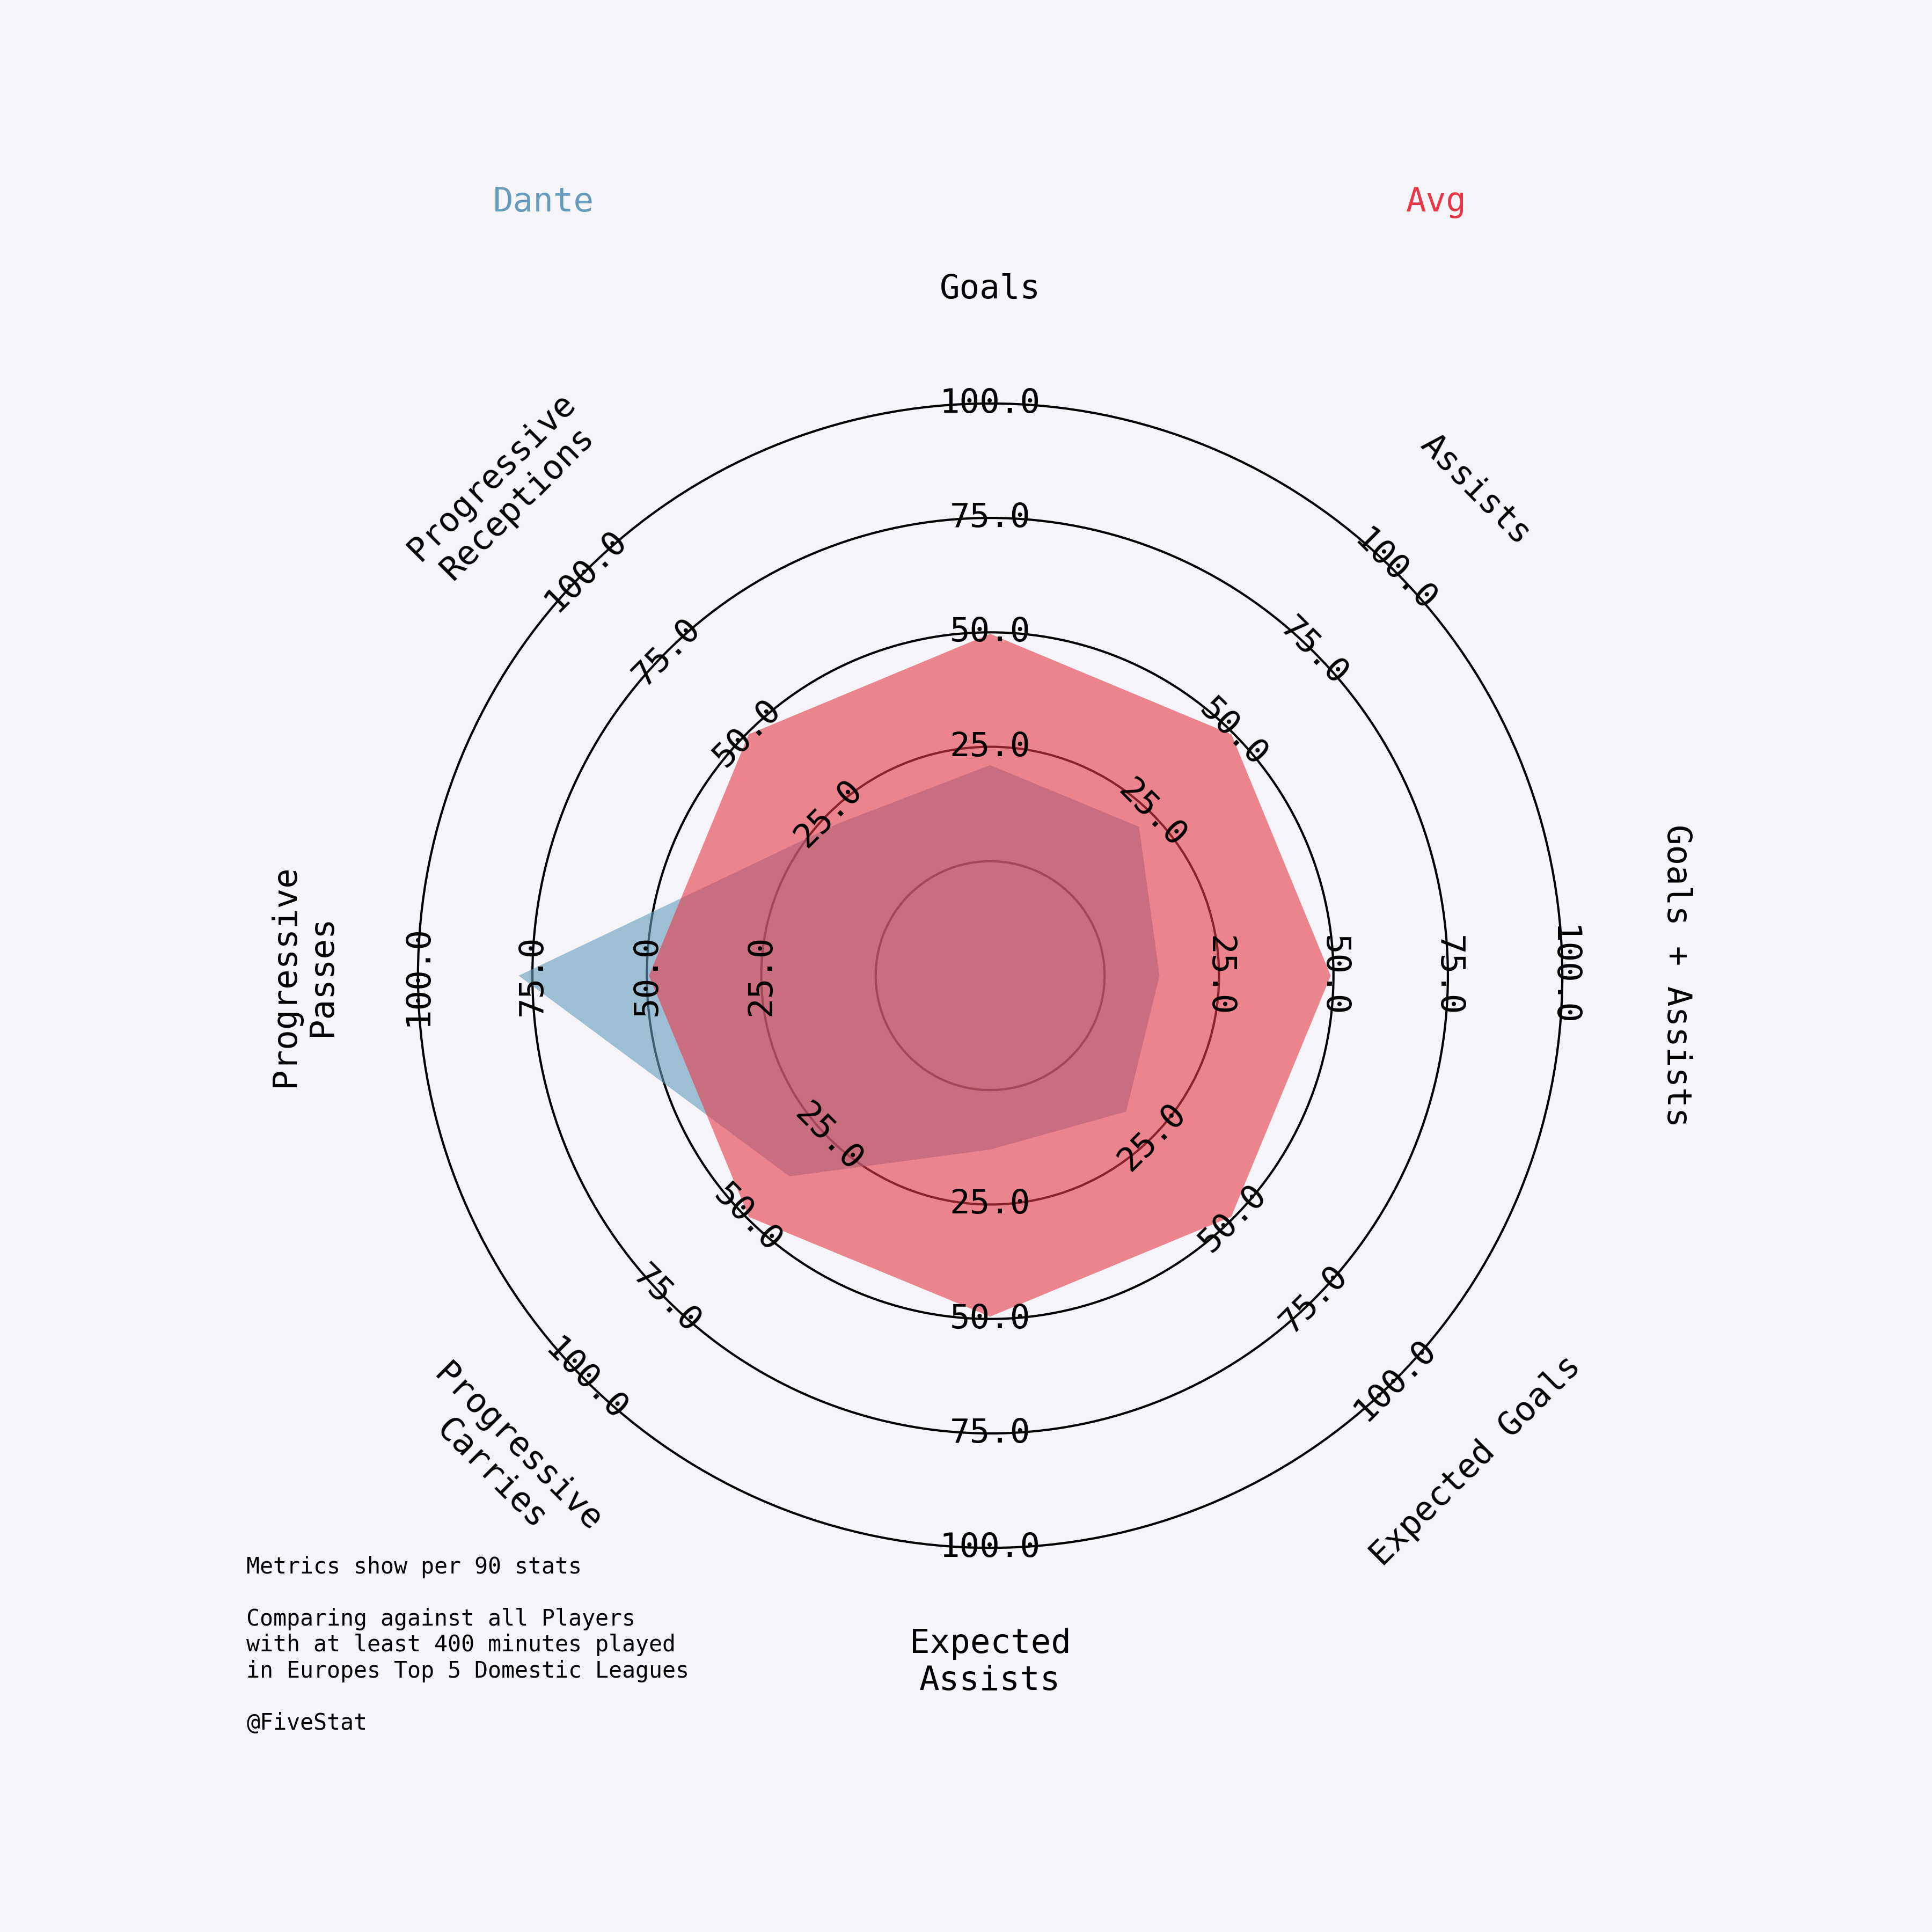 Dante
Avg
Goals
Assists
Goals + Assists
Expected Goals
Expected
Assists
Progressive
Carries
Progressive
Passes
Progressive
Receptions
25.0
50.0
75.0
100.0
25.0
50.0
75.0
100.0
25.0
50.0
75.0
100.0
25.0
50.0
75.0
100.0
25.0
50.0
75.0
100.0
25.0
50.0
75.0
100.0
25.0
50.0
75.0
100.0
25.0
50.0
75.0
100.0
Metrics show per 90 stats
Comparing against all Players
with at least 400 minutes played
in Europes Top 5 Domestic Leagues
@FiveStat